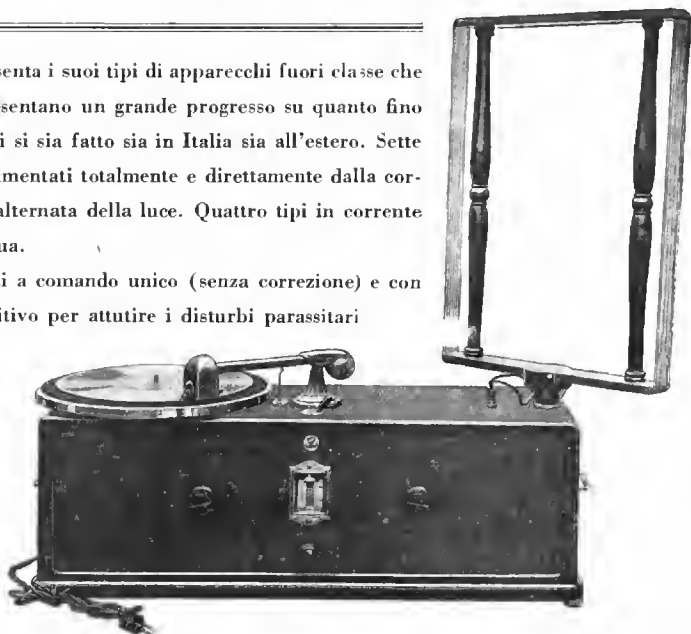 senta i suoi tipi di apparecchi fuori classe che
sentano un grande progresso su quanto fino
i si sia fatto sia in Italia sia all'estero. Sette
mentati totalmente e direttamente dalla cor-
alternata della luce. Quattro tipi in corrente
ua.
i a comando unico (senza correzione) e con
itivo per attutire i disturbi parassitari